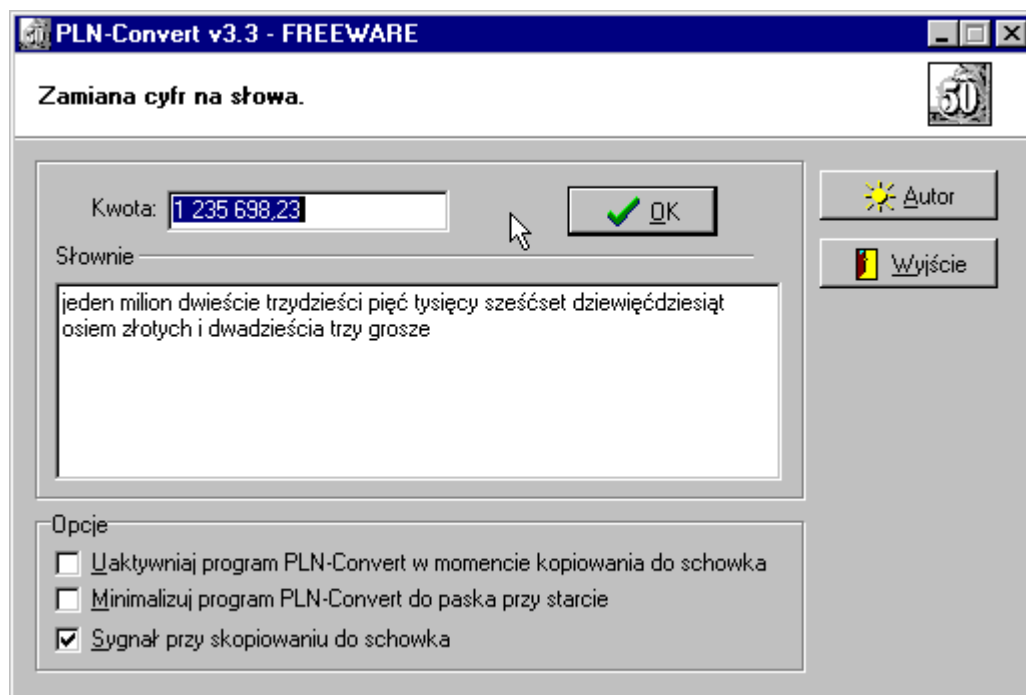 PLN-Convert v3.3 - FREEWARE
Zamiana cyfr na słowa.
50
Kwota: 1 235 698,23
OK
Autor
Słownie
Wyjście
jeden milion dwieście trzydzieści pięć tysięcy sześćset dziewięćdziesiąt
osiem złotych i dwadzieścia trzy grosze
Opcje
Uaktywniaj program PLN-Convert w momencie kopiowania do schowka
Minimalizuj program PLN-Convert do paska przy starcie
Sygnał przy skopiowaniu do schowka